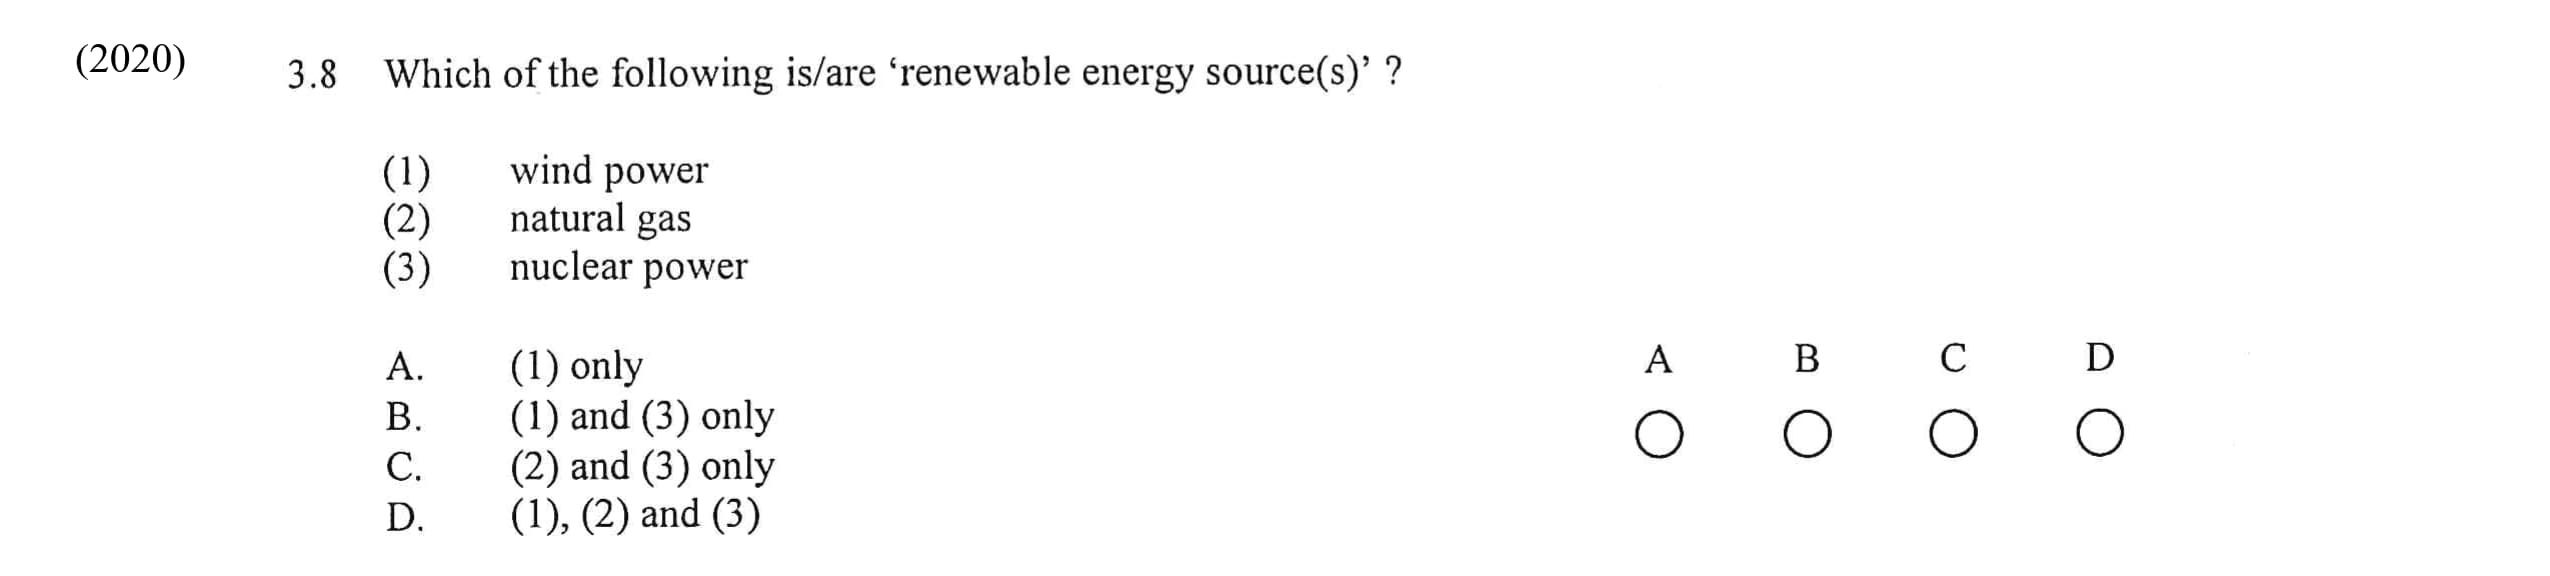 (2020) 3.8 Which of the following is/are ‘renewable energy source(s)’ ?
(1) wind power
(2) natural gas
(3) nuclear power
A. (1) only
B. (1) and (3) only
C. (2) and (3) only
D. (1), (2) and (3)
A B C D